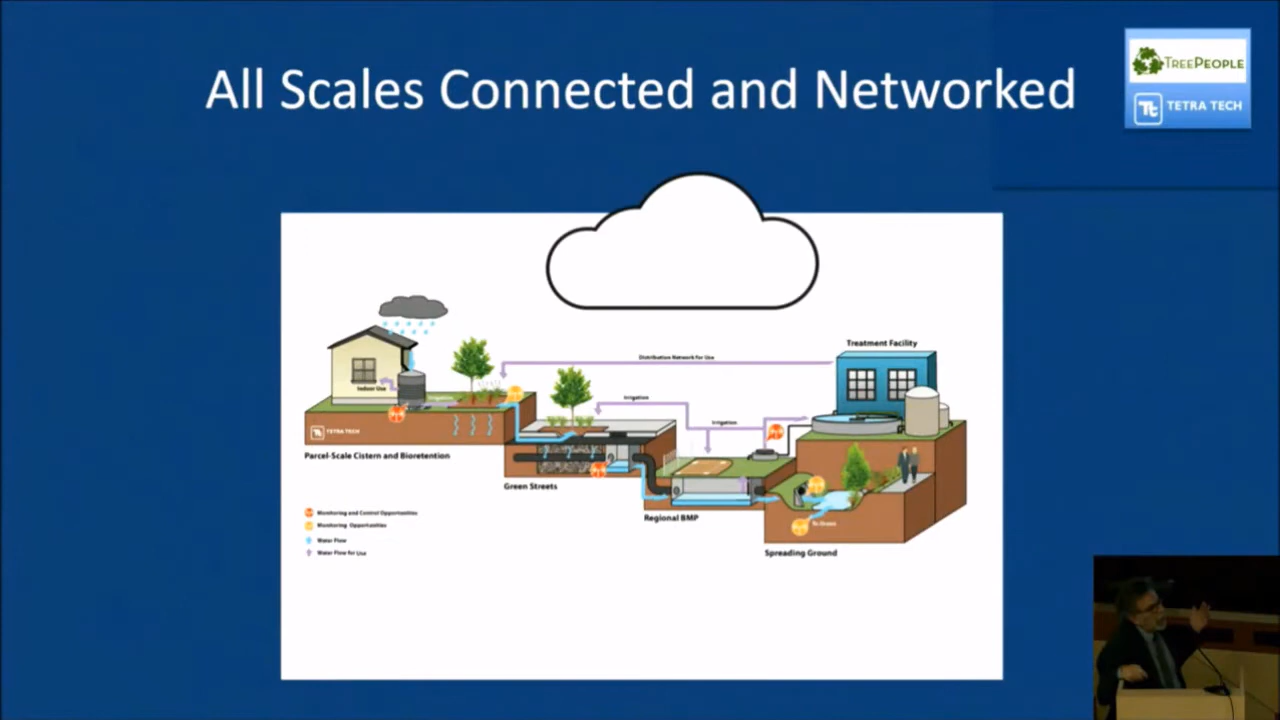 All Scales Connected and Networked
TREEPEOPLE
TETRA TECH
Treatment Facility
Distribution Network for Use
Indoor Use
Irrigation
Irrigation
Irrigation
TETRA TECH
Parcel-Scale Cistern and Bioretention
Green Streets
Regional BMP
Spreading Ground
Monitoring and Control Opportunities
Monitoring Opportunities
Water Flow
Water Flow for Use